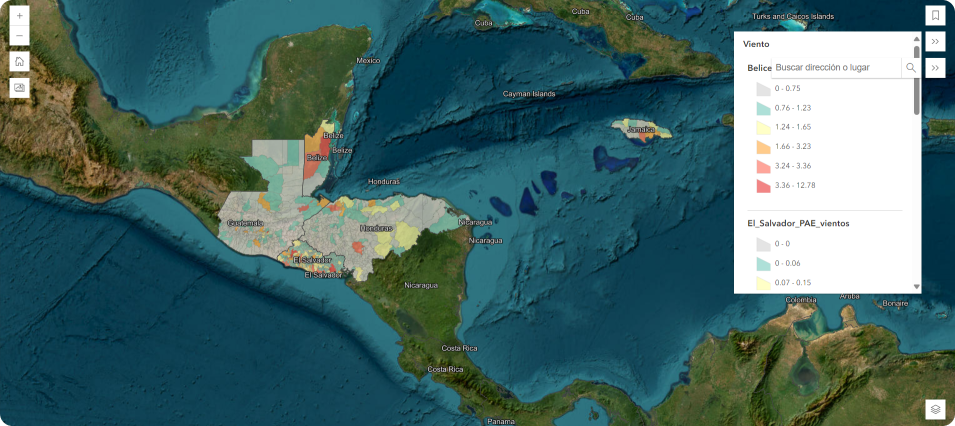 Cuba
Cuba
Cuba
Turks and Caicos Islands
Mexico
Cayman Islands
Jamaica
Belize
Belize
Belize
Honduras
Guatemala
Honduras
Nicaragua
Nicaragua
El Salvador
El Salvador
Nicaragua
Costa Rica
Costa Rica
Panama
Colombia
Aruba
Bonaire
Viento
Belice
Buscar dirección o lugar
0 - 0.75
0.76 - 1.23
1.24 - 1.65
1.66 - 3.23
3.24 - 3.36
3.36 - 12.78
El_Salvador_PAE_vientos
0 - 0
0 - 0.06
0.07 - 0.15